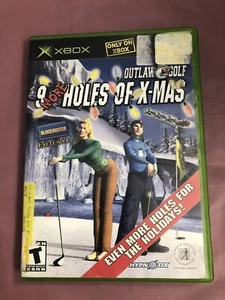 XBOX
ONLY ON
XBOX
OUTLAW GOLF
9 MORE HOLES OF X-MAS
BLOCKBUSTER
EXCLUSIVE
EVEN MORE HOLES FOR
THE HOLIDAYS!
T
ESRB
HYPNOTIX